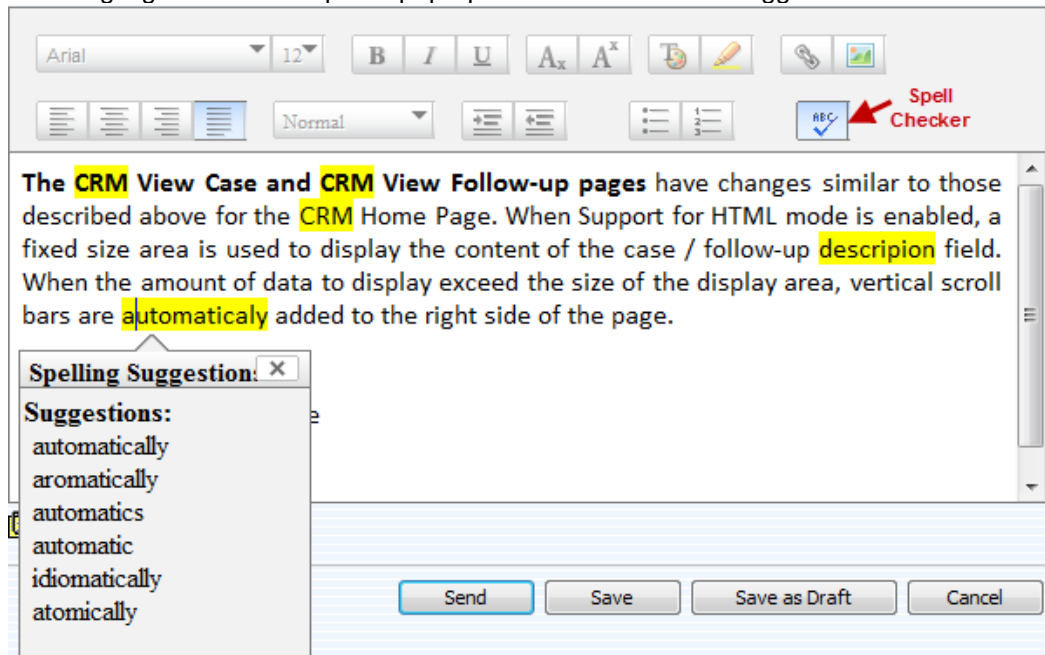 Arial 12 B I U Ax Ax
Normal ABC Spell
Checker
The CRM View Case and CRM View Follow-up pages have changes similar to those
described above for the CRM Home Page. When Support for HTML mode is enabled, a
fixed size area is used to display the content of the case / follow-up descripion field.
When the amount of data to display exceed the size of the display area, vertical scroll
bars are automaticaly added to the right side of the page.
Spelling Suggestion:
Suggestions:
automatically
aromatically
automatics
automatic
idiomatically
atomically
Send Save Save as Draft Cancel